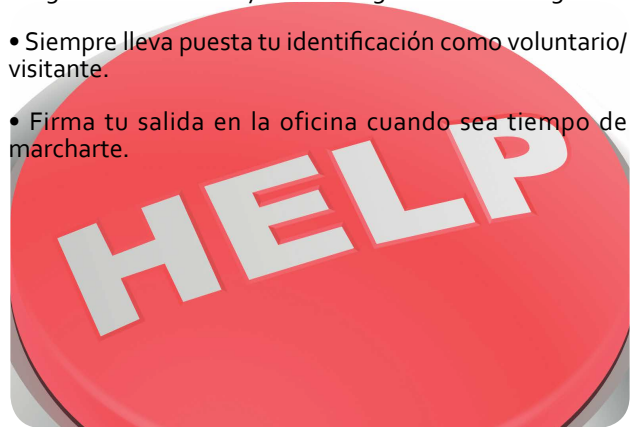 • Siempre lleva puesta tu identificación como voluntario/
visitante.
• Firma tu salida en la oficina cuando sea tiempo de
marcharte.
HELP